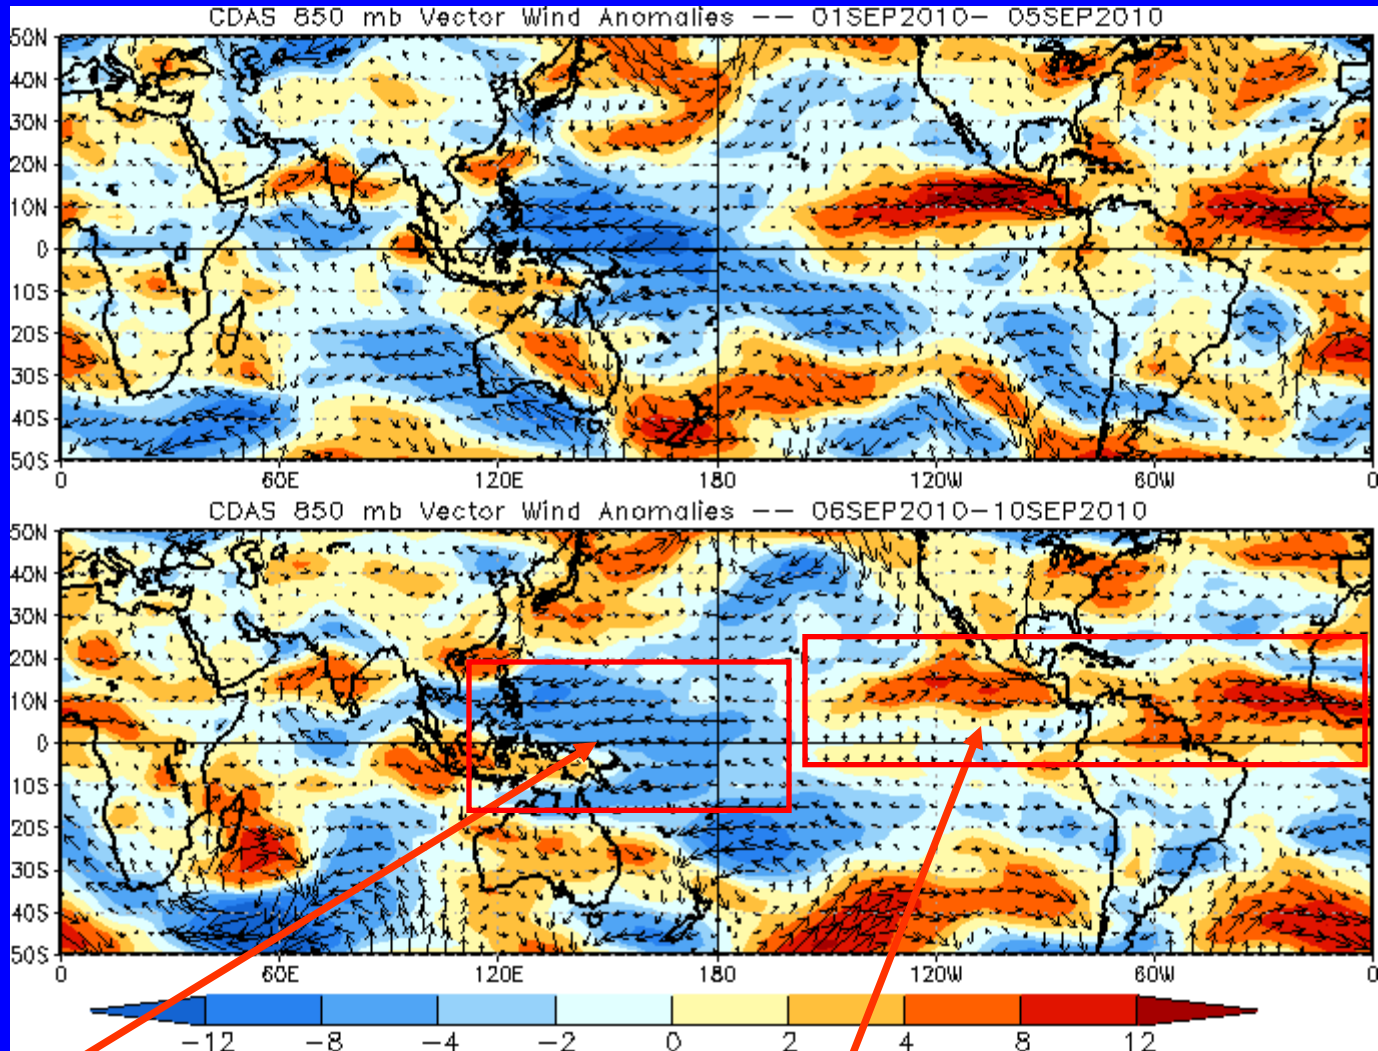 CDAS 850 mb Vector Wind Anomalies -- 01SEP2010- 05SEP2010
50N
40N
30N
20N
10N
0
10S
20S
30S
40S
50S
0 60E 120E 180 120W 60W 0
CDAS 850 mb Vector Wind Anomalies -- 06SEP2010-10SEP2010
50N
40N
30N
20N
10N
0
10S
20S
30S
40S
50S
0 60E 120E 180 120W 60W 0
-12 -8 -4 -2 0 2 4 8 12